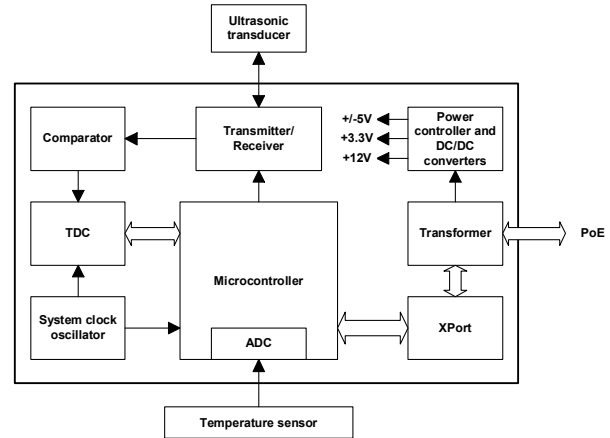 Ultrasonic
transducer
Comparator
Transmitter/
Receiver
+/-5V
+3.3V
+12V
Power
controller and
DC/DC
converters
TDC
Microcontroller
Transformer
PoE
System clock
oscillator
ADC
XPort
Temperature sensor